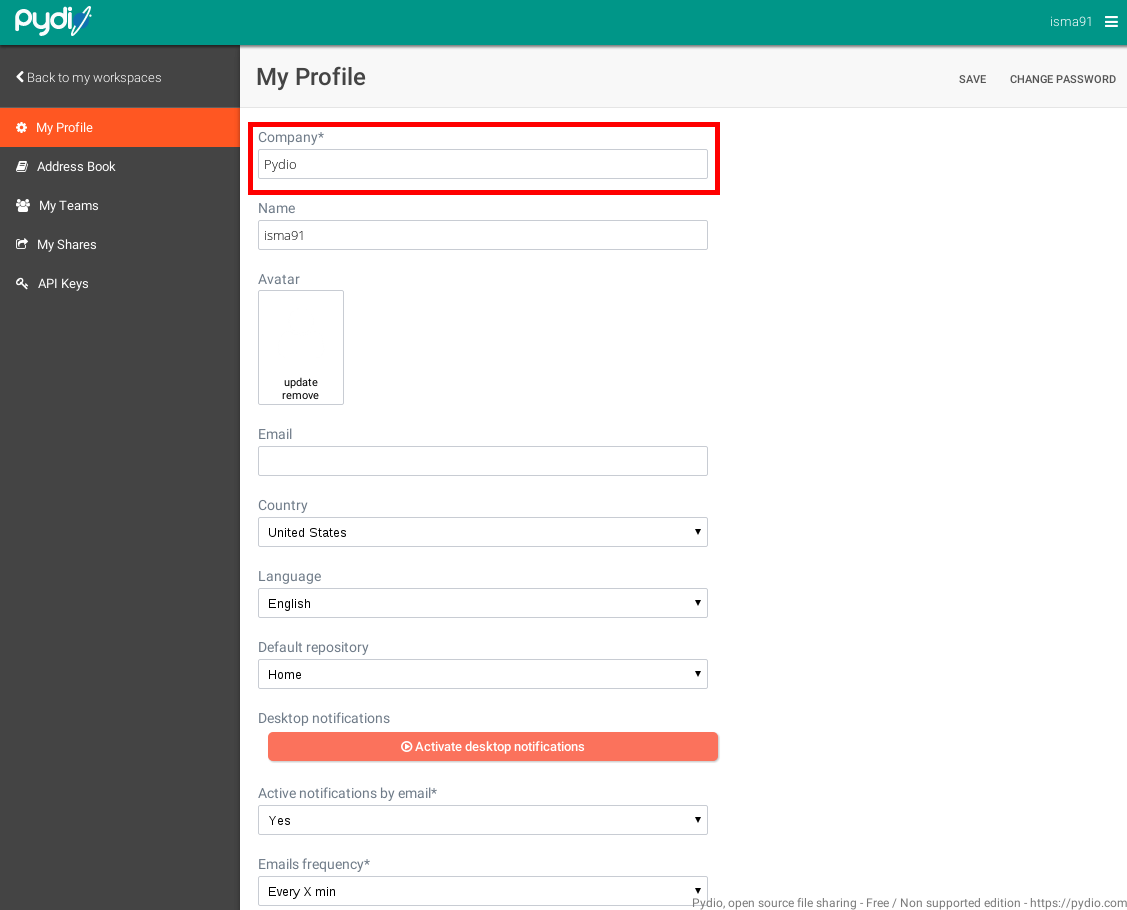 pydi
isma91
Back to my workspaces
My Profile
SAVE
CHANGE PASSWORD
My Profile
Address Book
My Teams
My Shares
API Keys
Company*
Pydio
Name
isma91
Avatar
update
remove
Email
Country
United States
Language
English
Default repository
Home
Desktop notifications
Activate desktop notifications
Active notifications by email*
Yes
Emails frequency*
Every X min
Pydio, open source file sharing - Free / Non supported edition - https://pydio.com